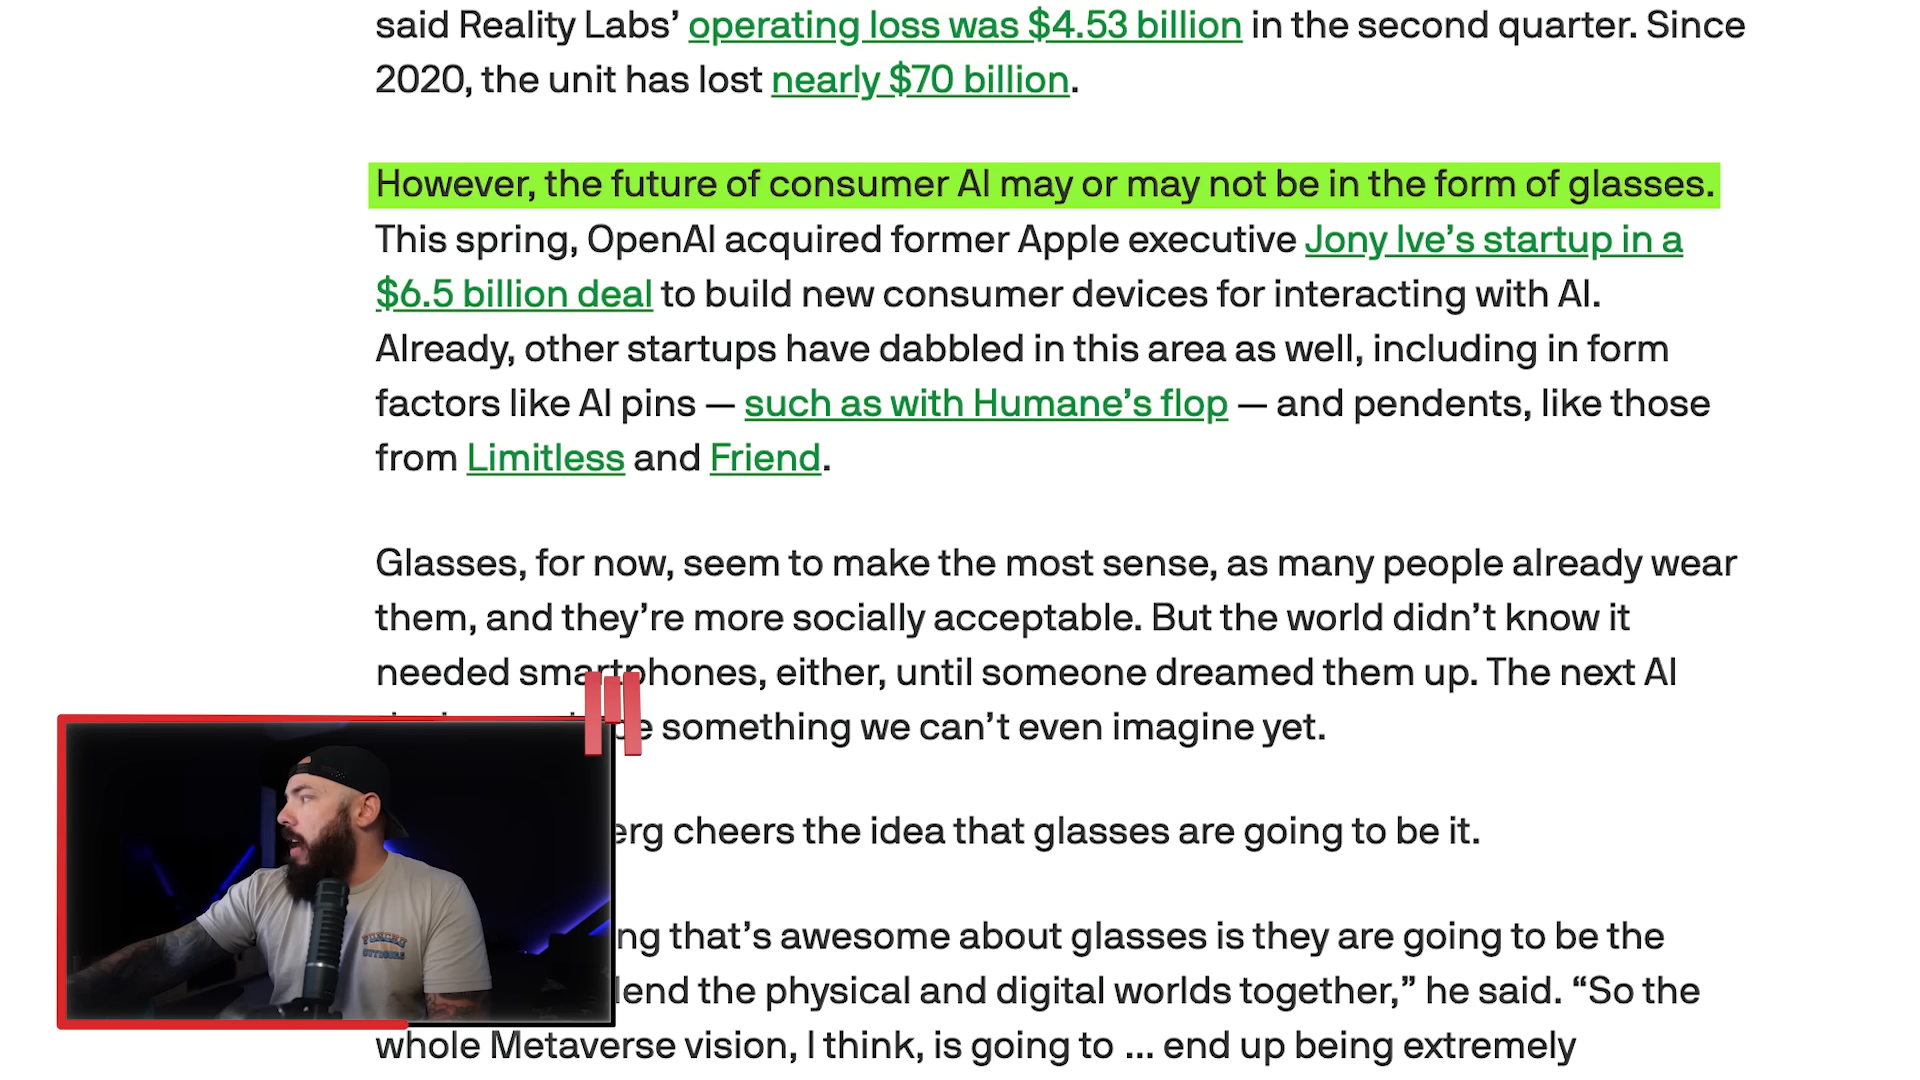 said Reality Labs’ operating loss was $4.53 billion in the second quarter. Since
2020, the unit has lost nearly $70 billion.
However, the future of consumer AI may or may not be in the form of glasses.
This spring, OpenAI acquired former Apple executive Jony Ive’s startup in a
$6.5 billion deal to build new consumer devices for interacting with AI.
Already, other startups have dabbled in this area as well, including in form
factors like AI pins — such as with Humane’s flop — and pendents, like those
from Limitless and Friend.
Glasses, for now, seem to make the most sense, as many people already wear
them, and they’re more socially acceptable. But the world didn’t know it
needed smartphones, either, until someone dreamed them up. The next AI
something we can’t even imagine yet.
erg cheers the idea that glasses are going to be it.
ng that’s awesome about glasses is they are going to be the
lend the physical and digital worlds together,” he said. “So the
whole Metaverse vision, I think, is going to … end up being extremely